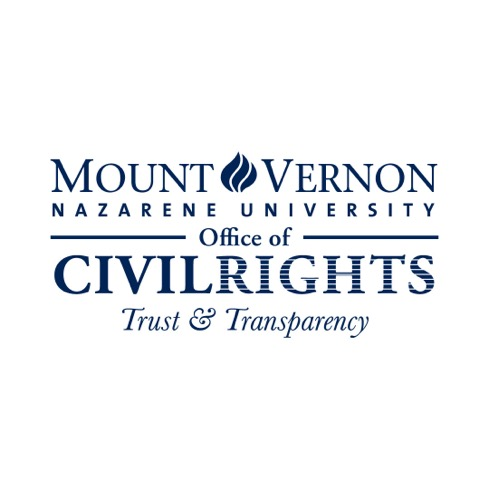 MOUNT VERNON
NAZARENE UNIVERSITY
Office of
CIVILRIGHTS
Trust & Transparency